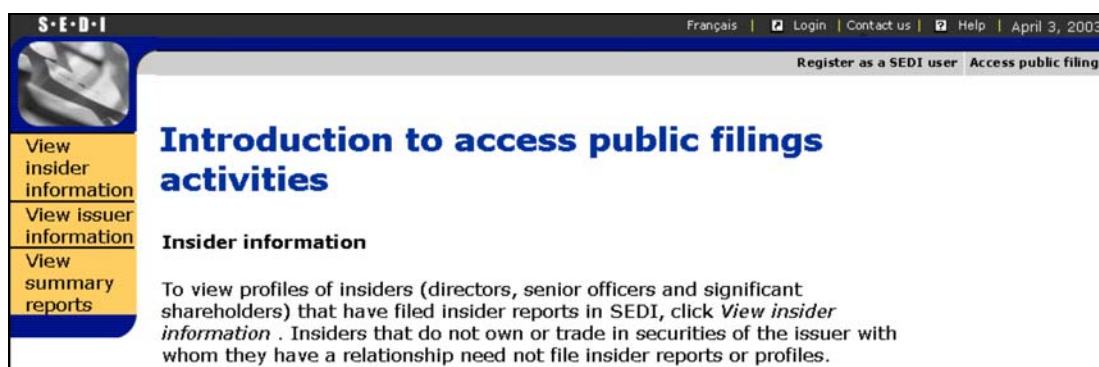 S•E•D•I
Français | Login | Contact us | Help | April 3, 2003
Register as a SEDI user Access public filing
View
insider
information
View issuer
information
View
summary
reports
Introduction to access public filings
activities
Insider information
To view profiles of insiders (directors, senior officers and significant
shareholders) that have filed insider reports in SEDI, click View insider
information . Insiders that do not own or trade in securities of the issuer with
whom they have a relationship need not file insider reports or profiles.